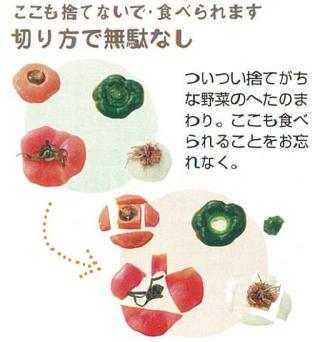 ここも捨てないで・食べられます
切り方で無駄なし
ついつい捨てがち
な野菜のへたのま
わり。ここも食べ
られることをお忘
れなく。